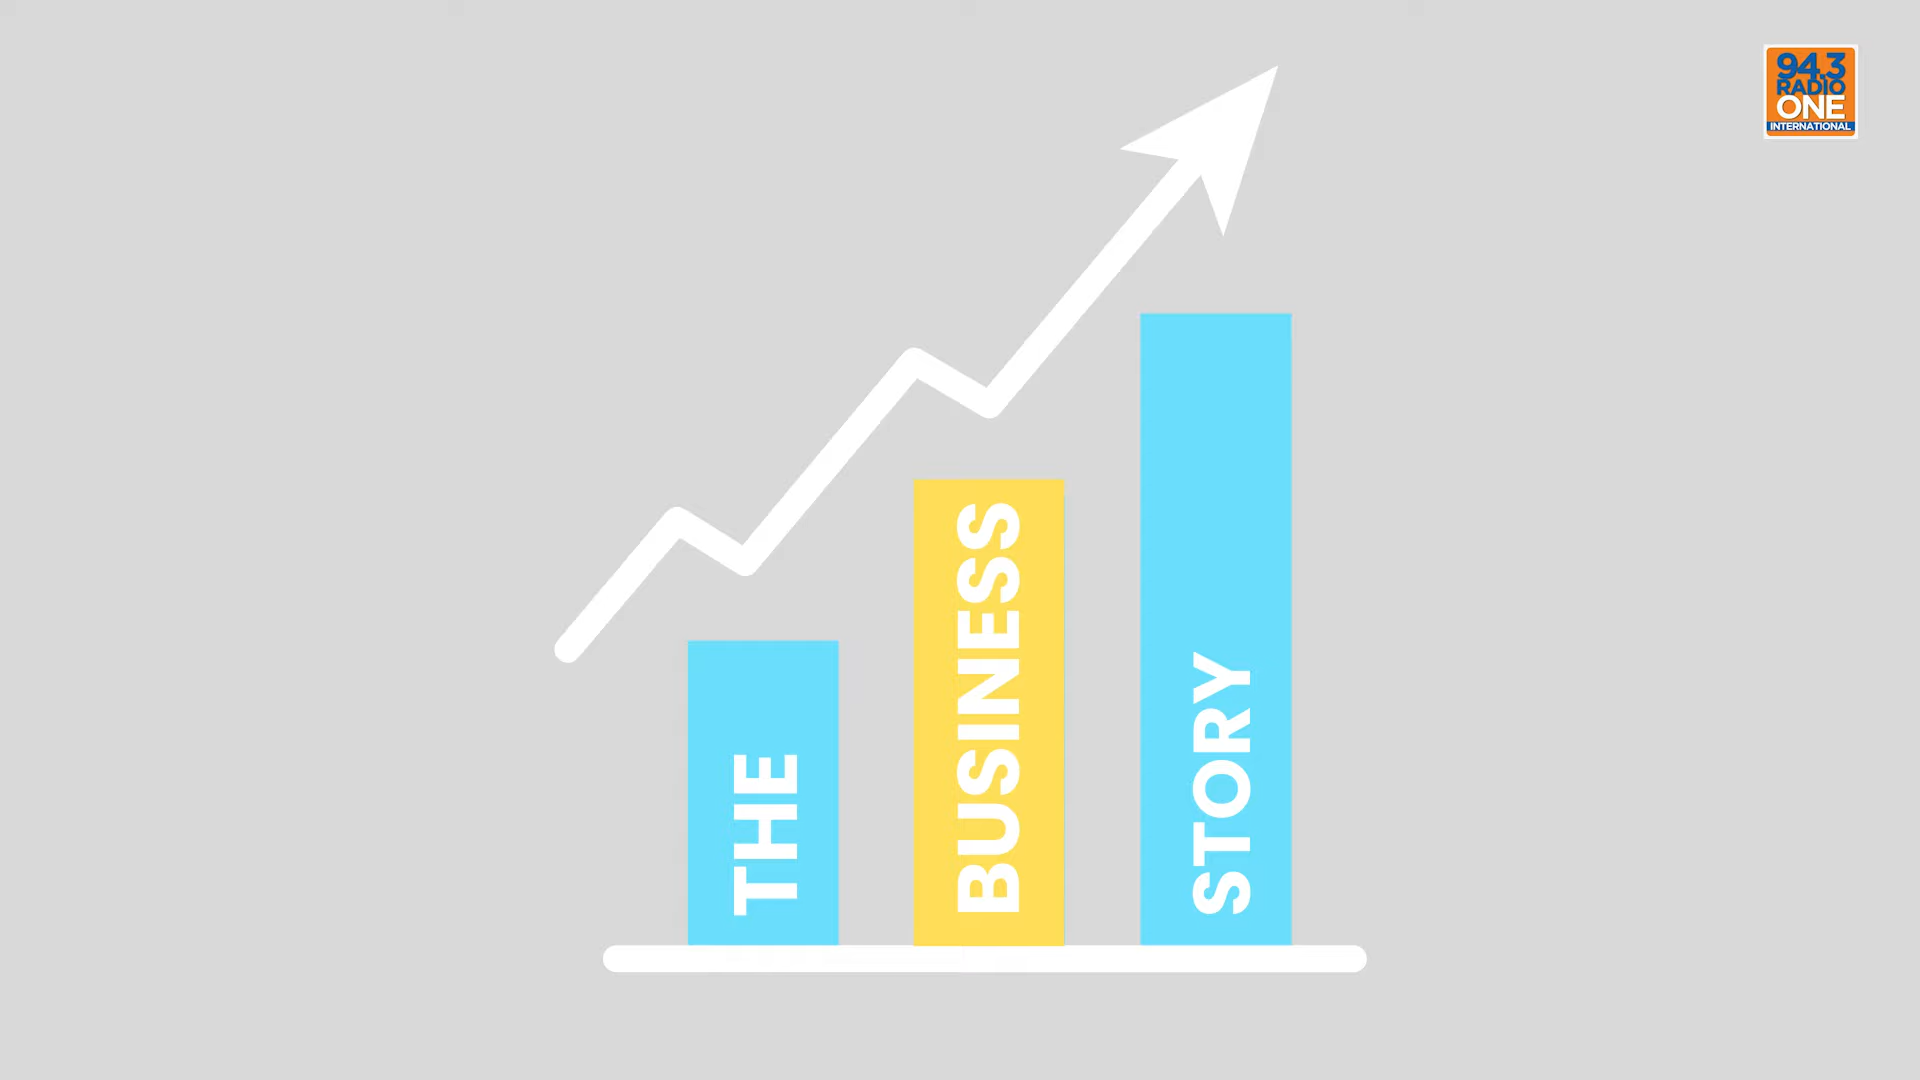 THE
BUSINESS
STORY
94.3
RADIO
ONE
INTERNATIONAL